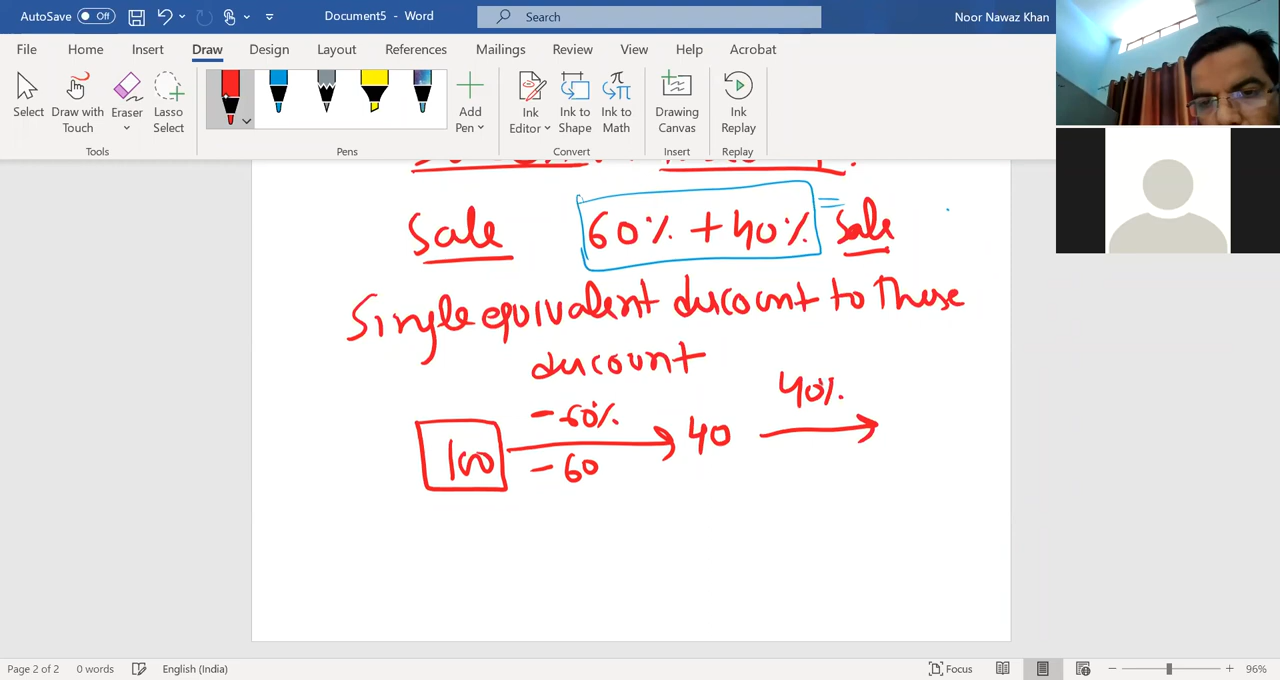 AutoSave Off Document5 - Word Search Noor Nawaz Khan
File Home Insert Draw Design Layout References Mailings Review View Help Acrobat
Select Draw with Touch Eraser Lasso Select Add Pen Ink Editor Ink to Shape Ink to Math Drawing Canvas Ink Replay
Tools Pens Convert Insert Replay
Sale 60% + 40% = Sale
Single equivalent discount to these
discount
- 60% 40%
100 40
- 60
Page 2 of 2 0 words English (India) Focus 96%